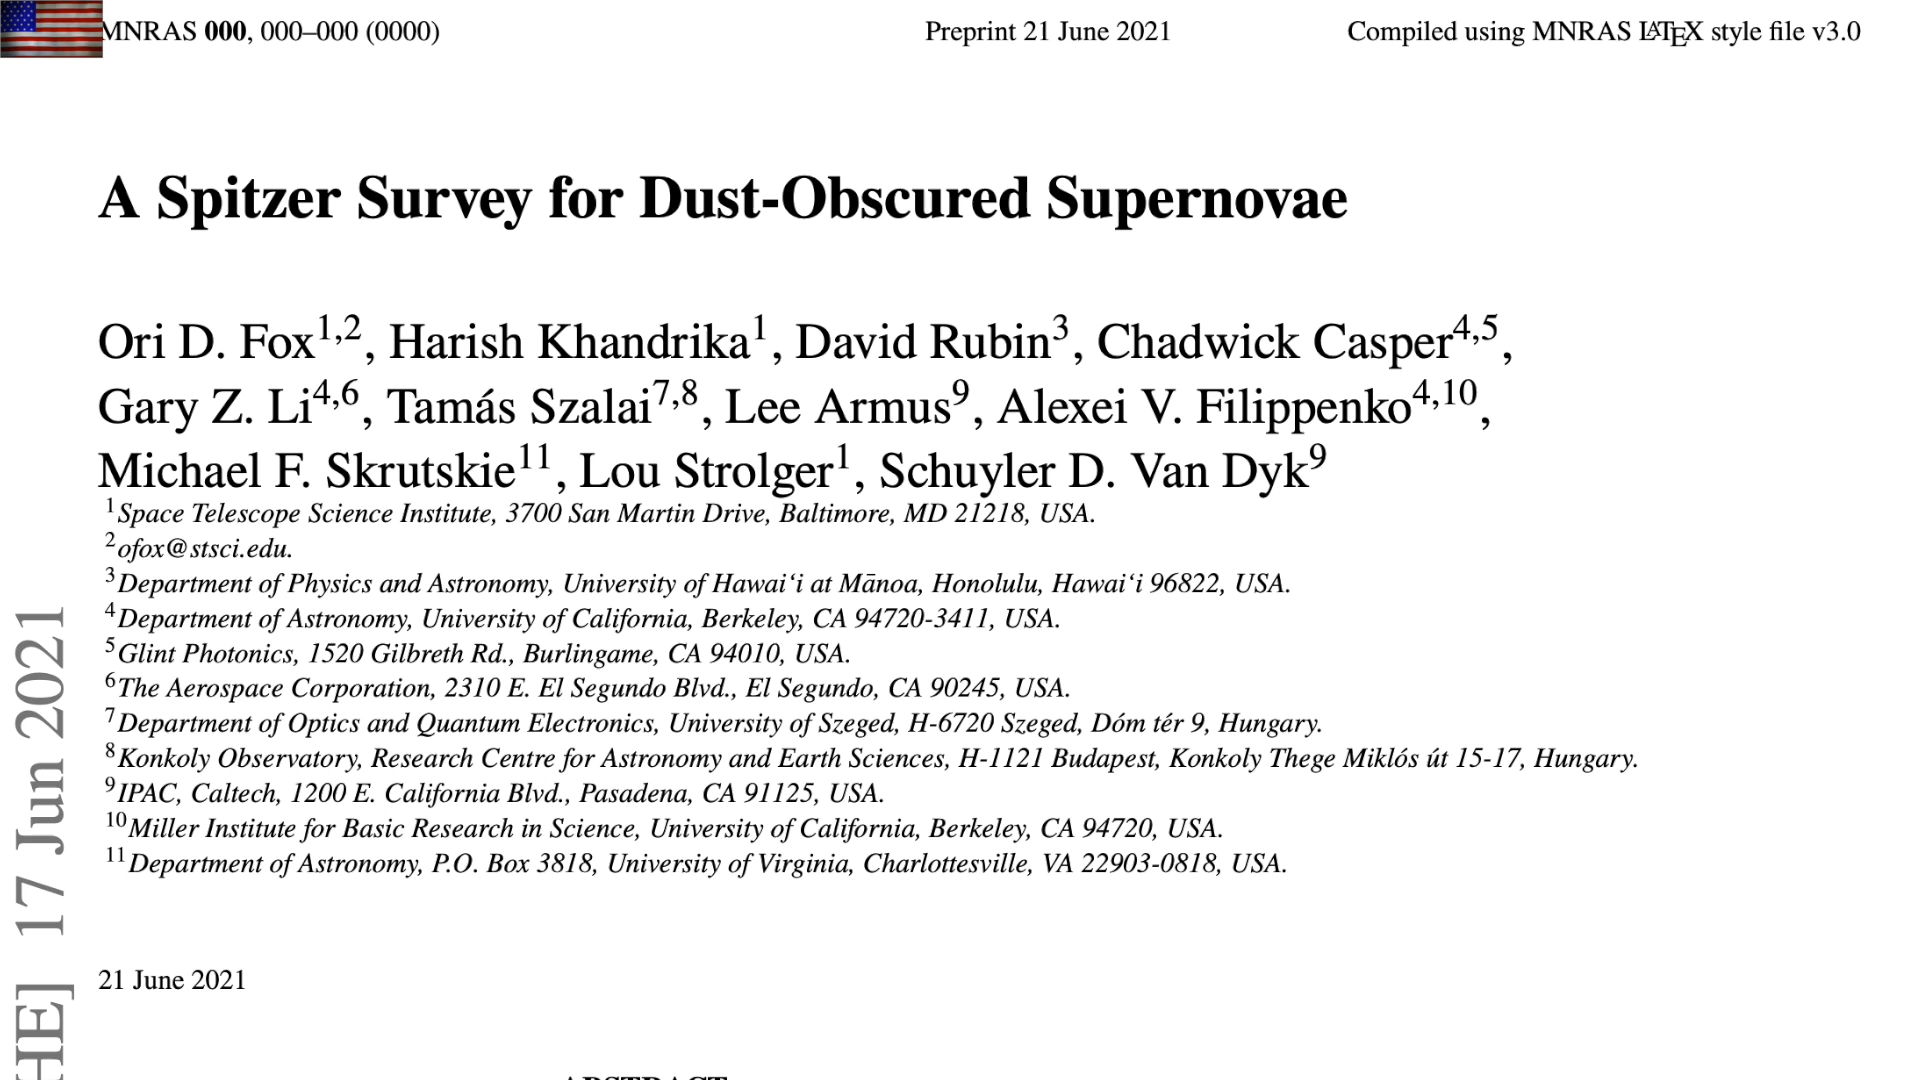 MNRAS 000, 000–000 (0000) Preprint 21 June 2021 Compiled using MNRAS LATEX style file v3.0
A Spitzer Survey for Dust-Obscured Supernovae
Ori D. Fox1,2, Harish Khandrika1, David Rubin3, Chadwick Casper4,5,
Gary Z. Li4,6, Tamás Szalai7,8, Lee Armus9, Alexei V. Filippenko4,10,
Michael F. Skrutskie11, Lou Strolger1, Schuyler D. Van Dyk9
1Space Telescope Science Institute, 3700 San Martin Drive, Baltimore, MD 21218, USA.
2ofox@stsci.edu.
3Department of Physics and Astronomy, University of Hawai‘i at Mānoa, Honolulu, Hawai‘i 96822, USA.
4Department of Astronomy, University of California, Berkeley, CA 94720-3411, USA.
5Glint Photonics, 1520 Gilbreth Rd., Burlingame, CA 94010, USA.
6The Aerospace Corporation, 2310 E. El Segundo Blvd., El Segundo, CA 90245, USA.
7Department of Optics and Quantum Electronics, University of Szeged, H-6720 Szeged, Dóm tér 9, Hungary.
8Konkoly Observatory, Research Centre for Astronomy and Earth Sciences, H-1121 Budapest, Konkoly Thege Miklós út 15-17, Hungary.
9IPAC, Caltech, 1200 E. California Blvd., Pasadena, CA 91125, USA.
10Miller Institute for Basic Research in Science, University of California, Berkeley, CA 94720, USA.
11Department of Astronomy, P.O. Box 3818, University of Virginia, Charlottesville, VA 22903-0818, USA.
21 June 2021
HE] 17 Jun 2021